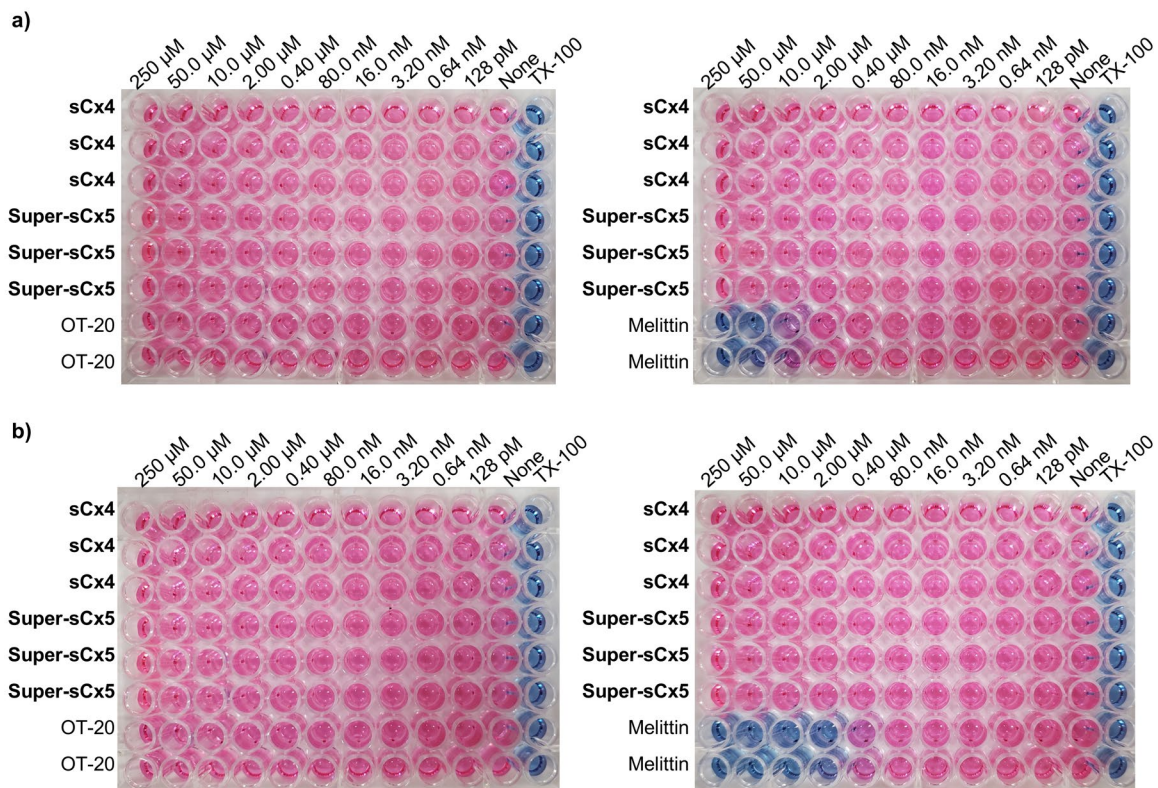 a)
250 µM 50.0 µM 10.0 µM 2.00 µM 0.40 µM 80.0 nM 16.0 nM 3.20 nM 0.64 nM 128 pM None TX-100
sCx4
sCx4
sCx4
Super-sCx5
Super-sCx5
Super-sCx5
OT-20
OT-20
250 µM 50.0 µM 10.0 µM 2.00 µM 0.40 µM 80.0 nM 16.0 nM 3.20 nM 0.64 nM 128 pM None TX-100
sCx4
sCx4
sCx4
Super-sCx5
Super-sCx5
Super-sCx5
Melittin
Melittin
b)
250 µM 50.0 µM 10.0 µM 2.00 µM 0.40 µM 80.0 nM 16.0 nM 3.20 nM 0.64 nM 128 pM None TX-100
sCx4
sCx4
sCx4
Super-sCx5
Super-sCx5
Super-sCx5
OT-20
OT-20
250 µM 50.0 µM 10.0 µM 2.00 µM 0.40 µM 80.0 nM 16.0 nM 3.20 nM 0.64 nM 128 pM None TX-100
sCx4
sCx4
sCx4
Super-sCx5
Super-sCx5
Super-sCx5
Melittin
Melittin